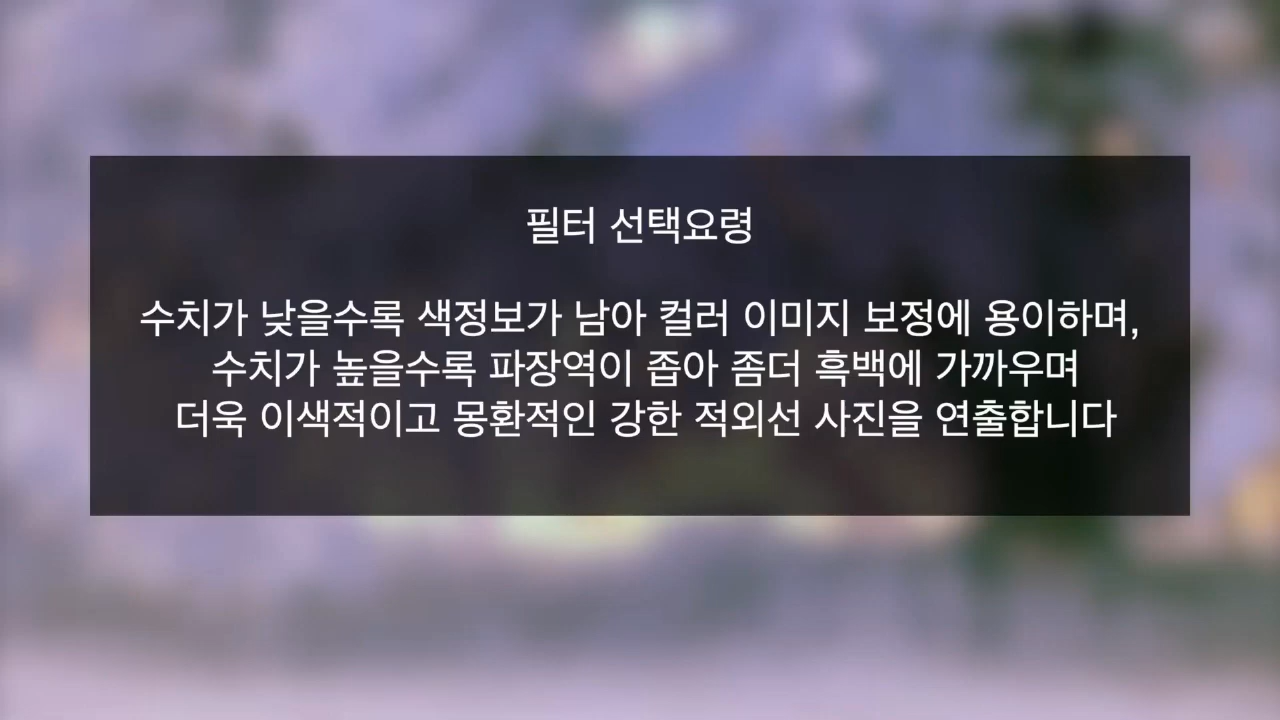 필터 선택요령
수치가 낮을수록 색정보가 남아 컬러 이미지 보정에 용이하며,
수치가 높을수록 파장역이 좁아 좀더 흑백에 가까우며
더욱 이색적이고 몽환적인 강한 적외선 사진을 연출합니다